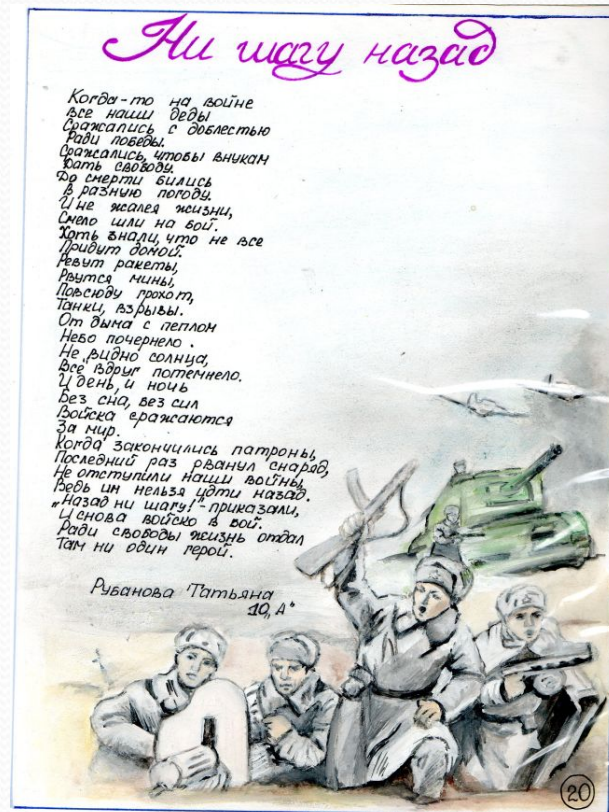 Ни шагу назад
Когда-то на войне
Все наши деды
Сражались с доблестью
Ради победы.
Сражались, чтобы внукам
Дать свободу.
До смерти бились
В разную погоду.
И не жалея жизни,
Смело шли на бой.
Хоть знали, что не все
Придут домой.
Ревут ракеты,
Рвутся мины,
Повсюду грохот,
Танки, взрывы.
От дыма с пеплом
Небо почернело.
Не видно солнца,
Все вдруг потемнело.
И день, и ночь
Без сна, без сил
Войска сражаются
За мир.
Когда закончились патроны,
Последний раз рванул снаряд,
Не отступили наши войны,
Ведь им нельзя идти назад.
„Назад ни шагу! - приказали,
И снова войско в бой.
Ради свободы жизнь отдал
Там ни один герой.
Рубанова Татьяна
10 „А"
20